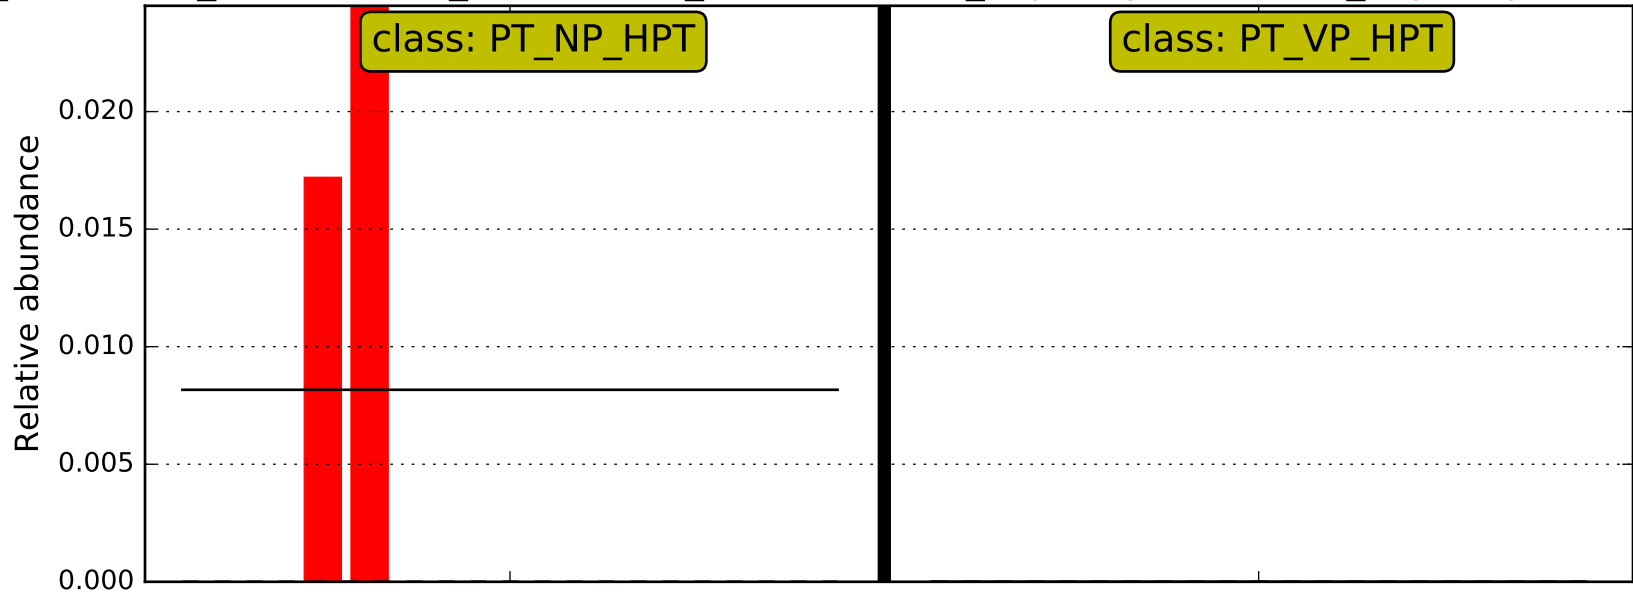 class: PT_NP_HPT
class: PT_VP_HPT
0.020
0.015
0.010
0.005
0.000
Relative abundance